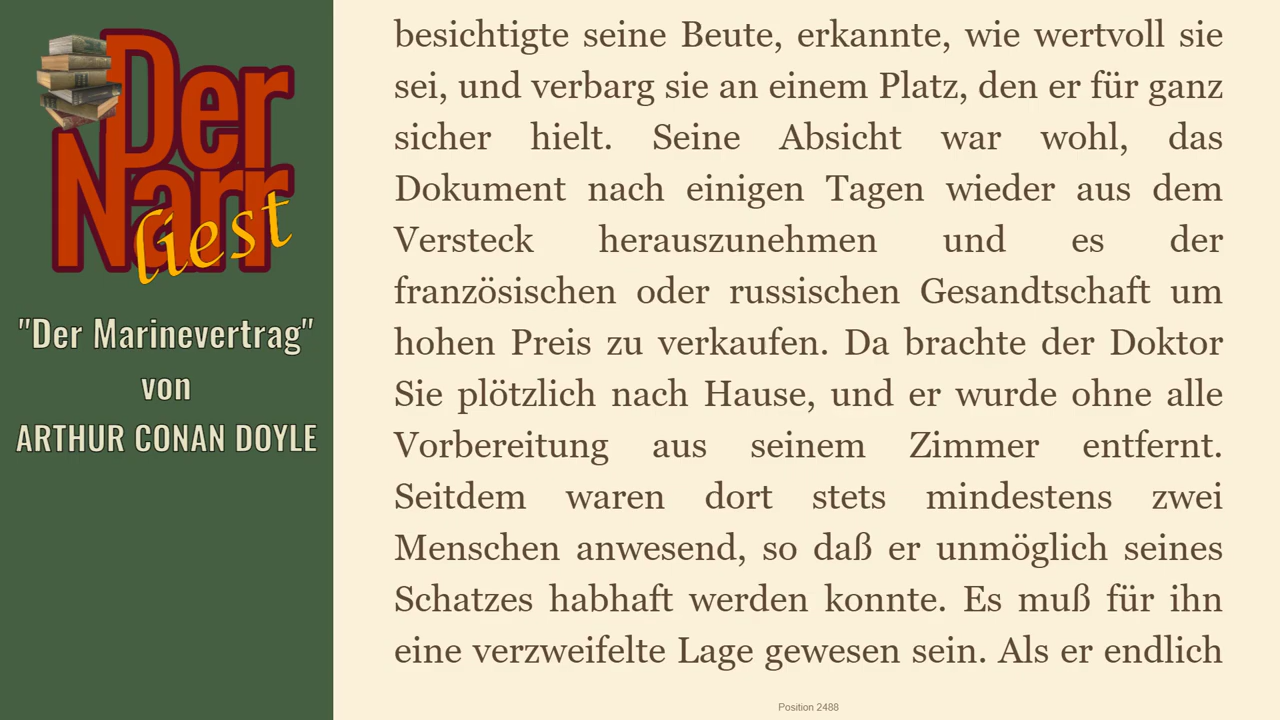 Der
Narr
liest
"Der Marinevertrag"
von
ARTHUR CONAN DOYLE
besichtigte seine Beute, erkannte, wie wertvoll sie
sei, und verbarg sie an einem Platz, den er für ganz
sicher hielt. Seine Absicht war wohl, das
Dokument nach einigen Tagen wieder aus dem
Versteck herauszunehmen und es der
französischen oder russischen Gesandtschaft um
hohen Preis zu verkaufen. Da brachte der Doktor
Sie plötzlich nach Hause, und er wurde ohne alle
Vorbereitung aus seinem Zimmer entfernt.
Seitdem waren dort stets mindestens zwei
Menschen anwesend, so daß er unmöglich seines
Schatzes habhaft werden konnte. Es muß für ihn
eine verzweifelte Lage gewesen sein. Als er endlich
Position 2488